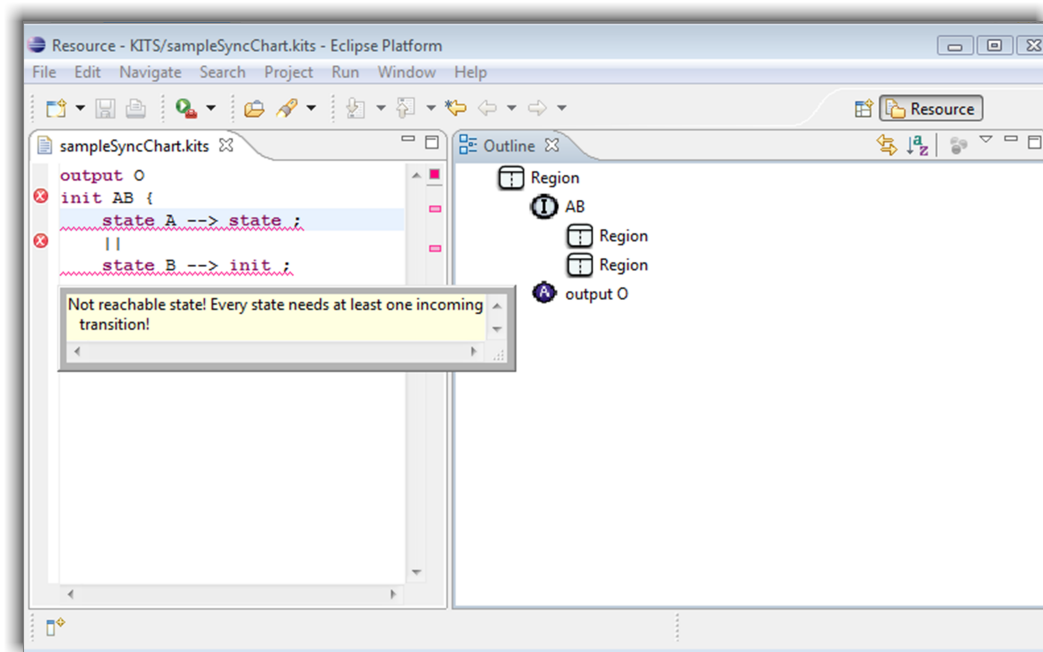 Resource - KITS/sampleSyncChart.kits - Eclipse Platform
File Edit Navigate Search Project Run Window Help
Resource
sampleSyncChart.kits
Outline
output O
init AB {
state A --> state ;
||
state B --> init ;
Not reachable state! Every state needs at least one incoming
transition!
Region
AB
Region
Region
output O